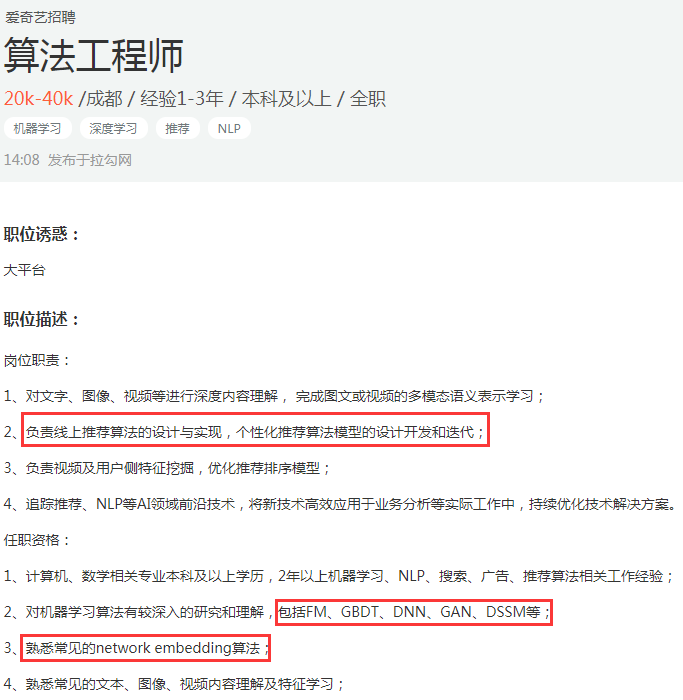 爱奇艺招聘
算法工程师
20k-40k /成都 / 经验1-3年 / 本科及以上 / 全职
机器学习 深度学习 推荐 NLP
14:08 发布于拉勾网
职位诱惑：
大平台
职位描述：
岗位职责：
1、对文字、图像、视频等进行深度内容理解， 完成图文或视频的多模态语义表示学习；
2、负责线上推荐算法的设计与实现，个性化推荐算法模型的设计开发和迭代；
3、负责视频及用户侧特征挖掘，优化推荐排序模型；
4、追踪推荐、NLP等AI领域前沿技术，将新技术高效应用于业务分析等实际工作中，持续优化技术解决方案。
任职资格：
1、计算机、数学相关专业本科及以上学历，2年以上机器学习、NLP、搜索、广告、推荐算法相关工作经验；
2、对机器学习算法有较深入的研究和理解，包括FM、GBDT、DNN、GAN、DSSM等；
3、熟悉常见的network embedding算法；
4、熟悉常见的文本、图像、视频内容理解及特征学习；